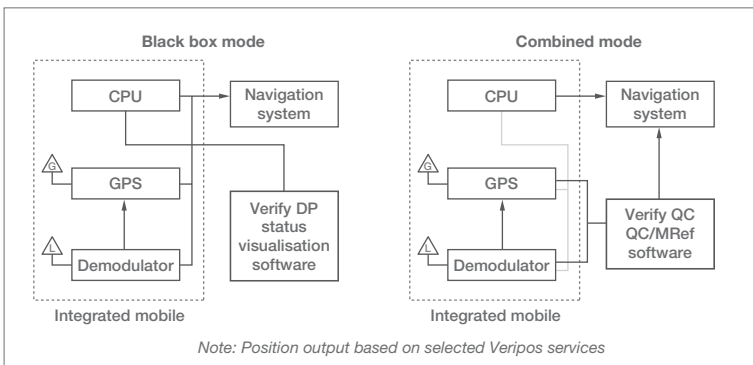 Black box mode
CPU
Navigation
system
G
GPS
Verify DP
status
visualisation
software
L
Demodulator
Integrated mobile
Combined mode
CPU
Navigation
system
G
GPS
Verify QC
QC/MRef
software
L
Demodulator
Integrated mobile
Note: Position output based on selected Veripos services